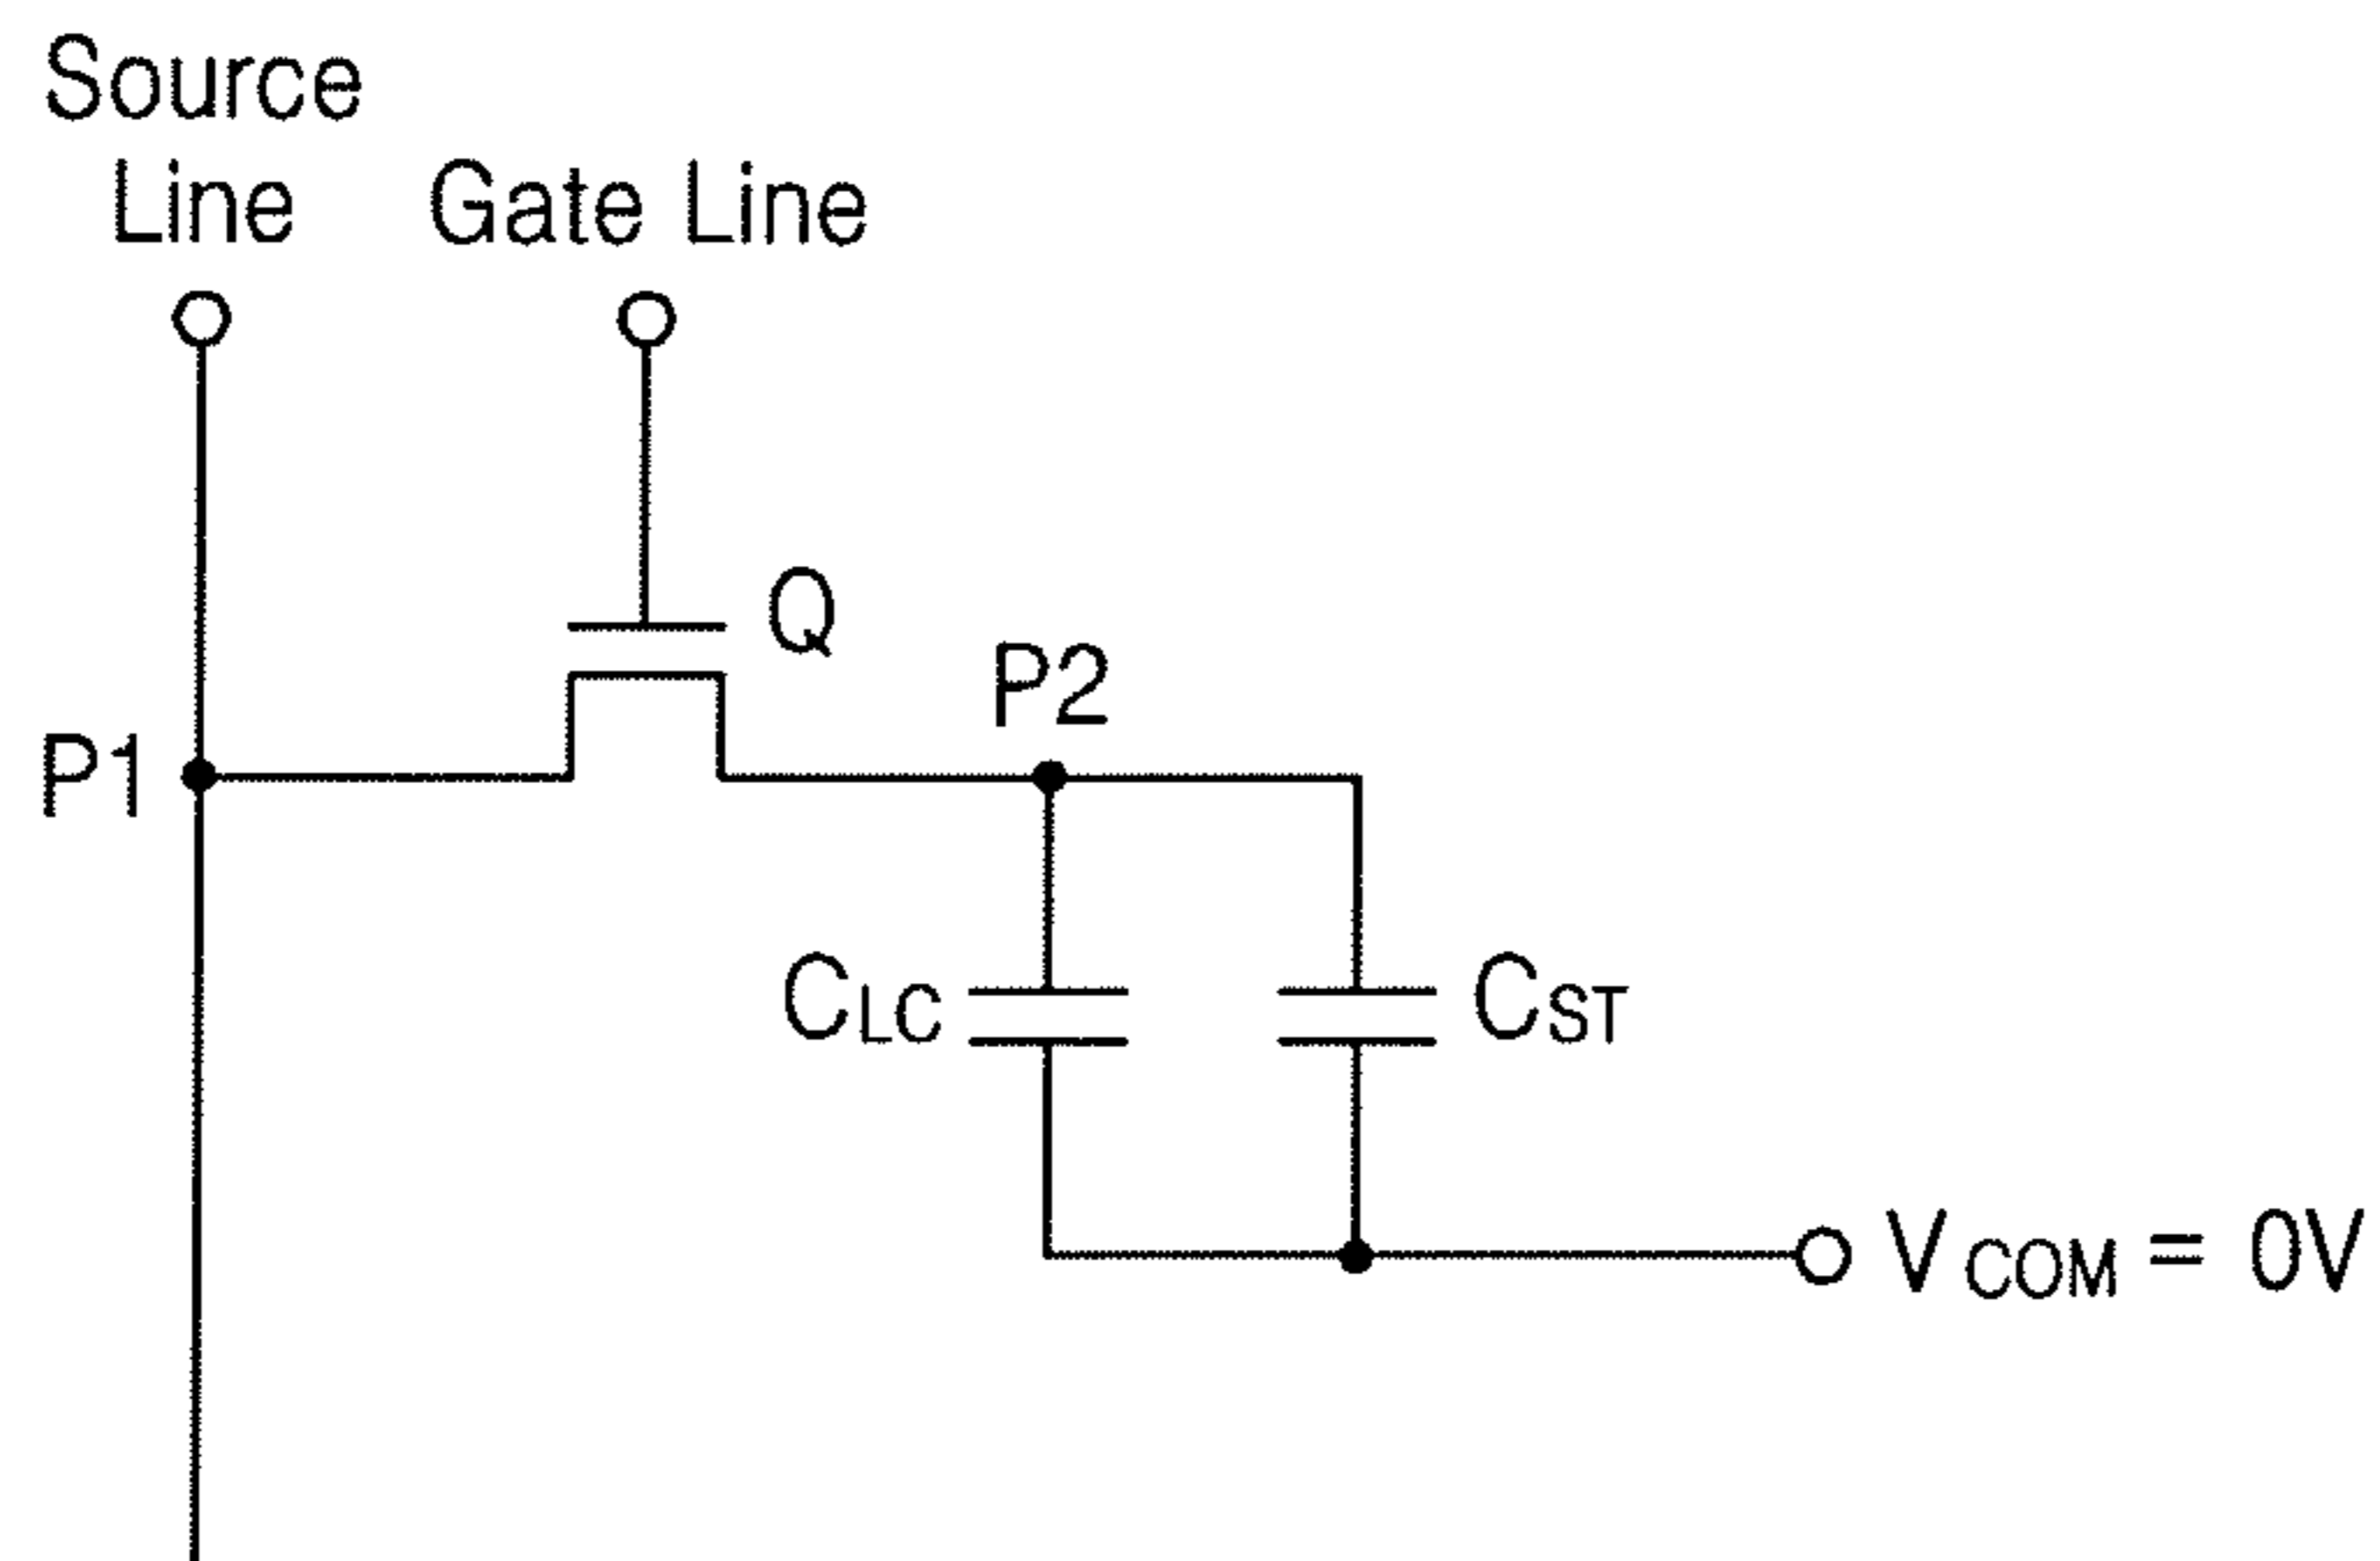 Source
Line
Gate Line
Q
P2
P1
CLC
CST
VCOM = 0V